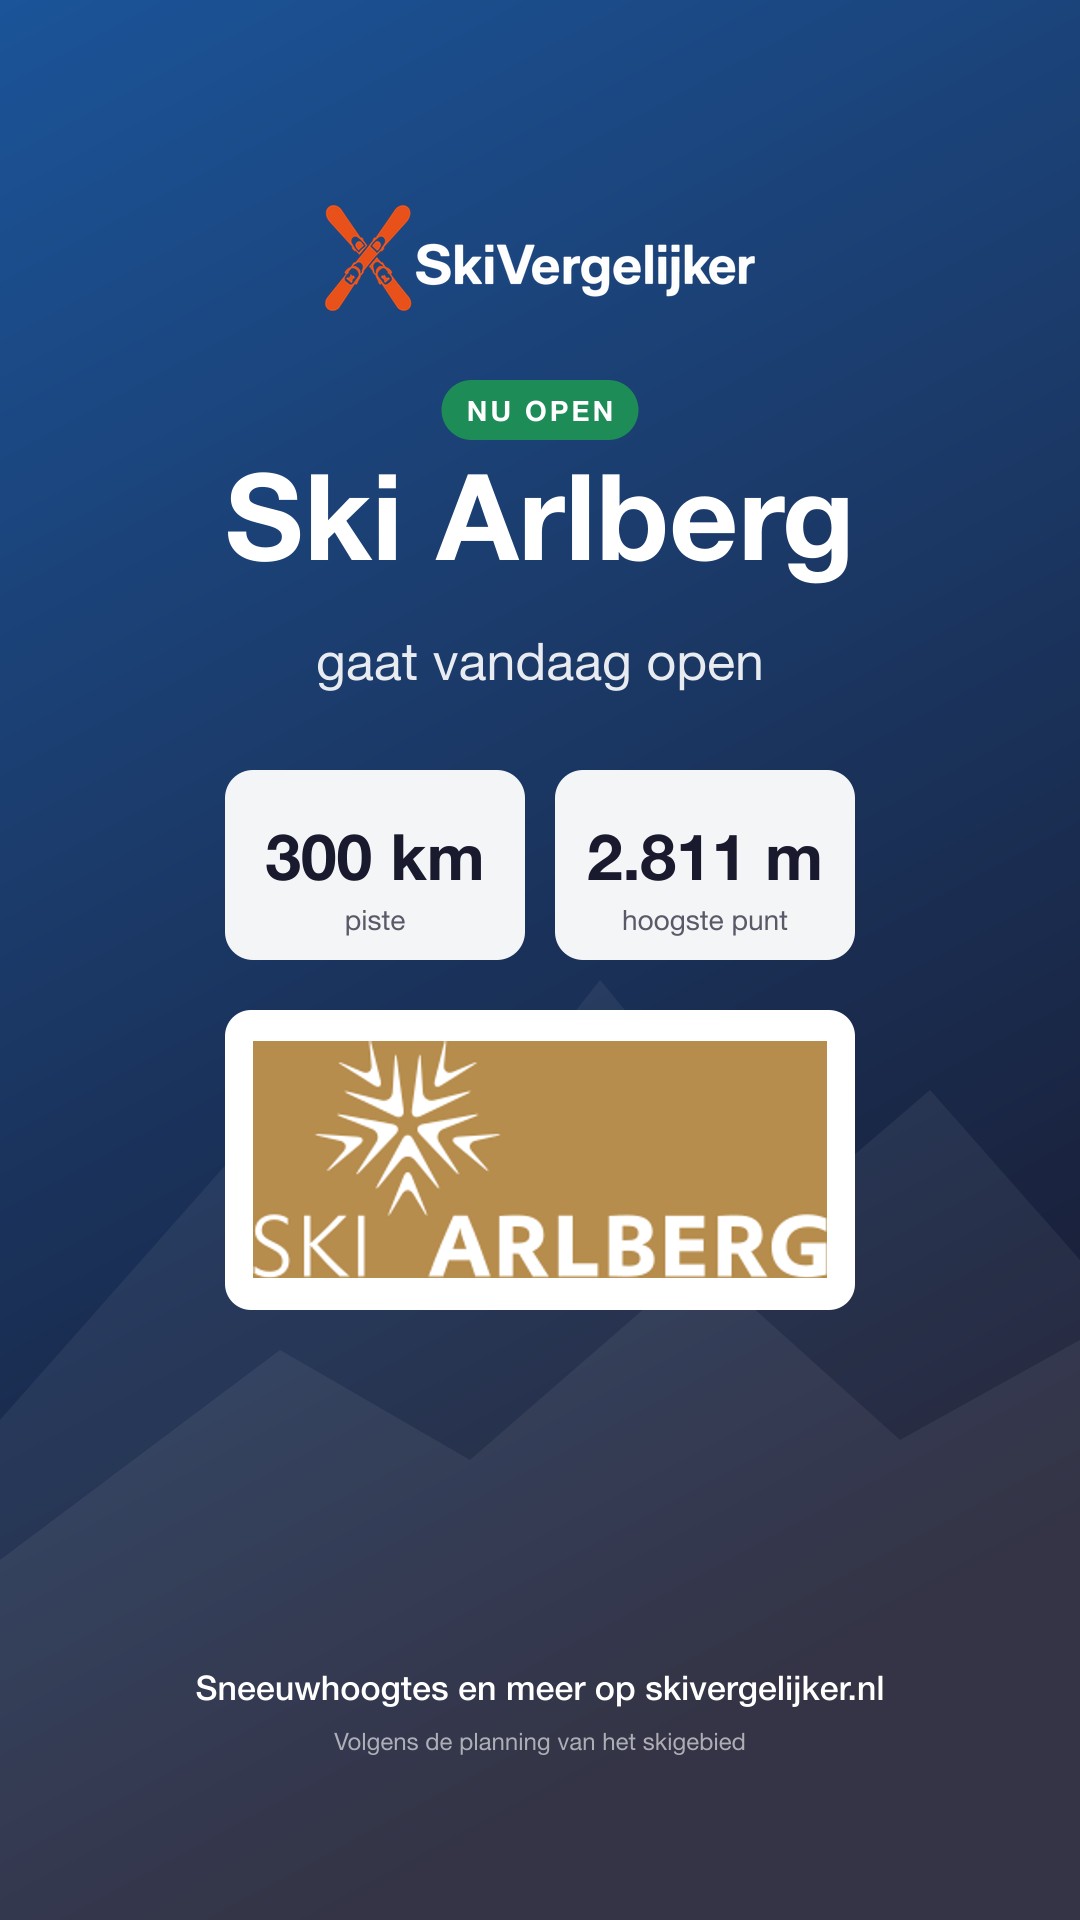 SkiVergelijker
NU OPEN
Ski Arlberg
gaat vandaag open
300 km
piste
2.811 m
hoogste punt
SKI ARLBERG
Sneeuwhoogtes en meer op skivergelijker.nl
Volgens de planning van het skigebied